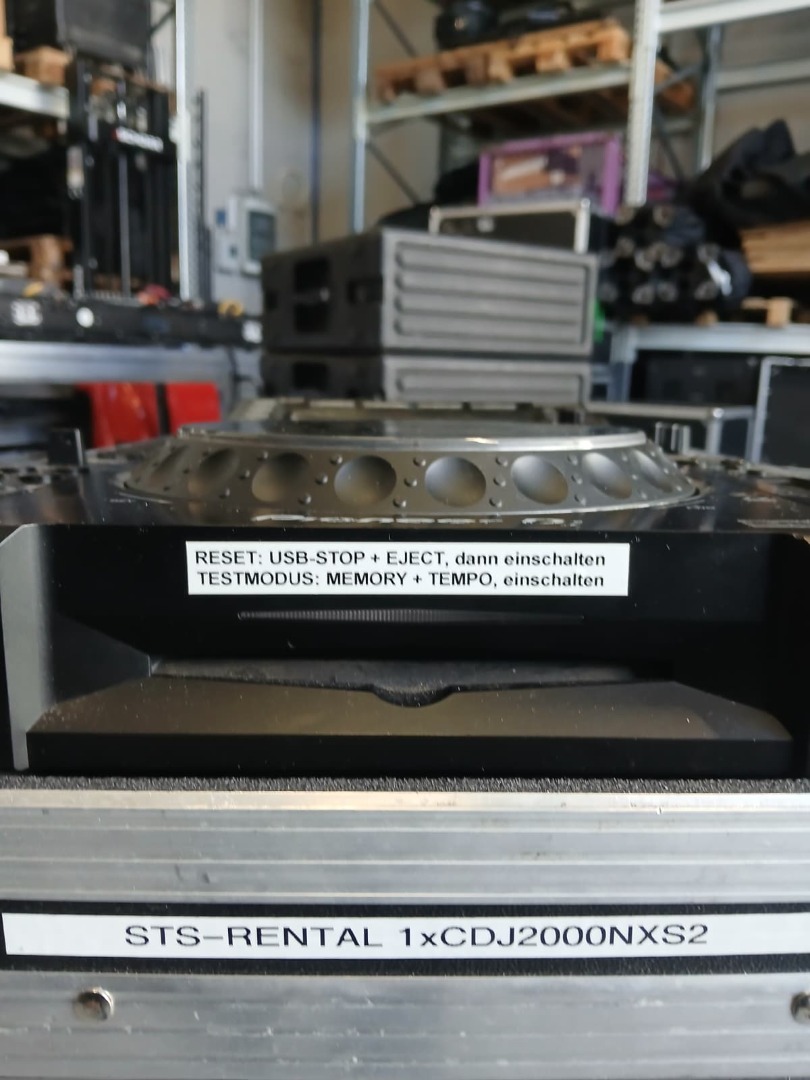 RESET: USB-STOP + EJECT, dann einschalten
TESTMODUS: MEMORY + TEMPO, einschalten
STS-RENTAL 1xCDJ2000NXS2